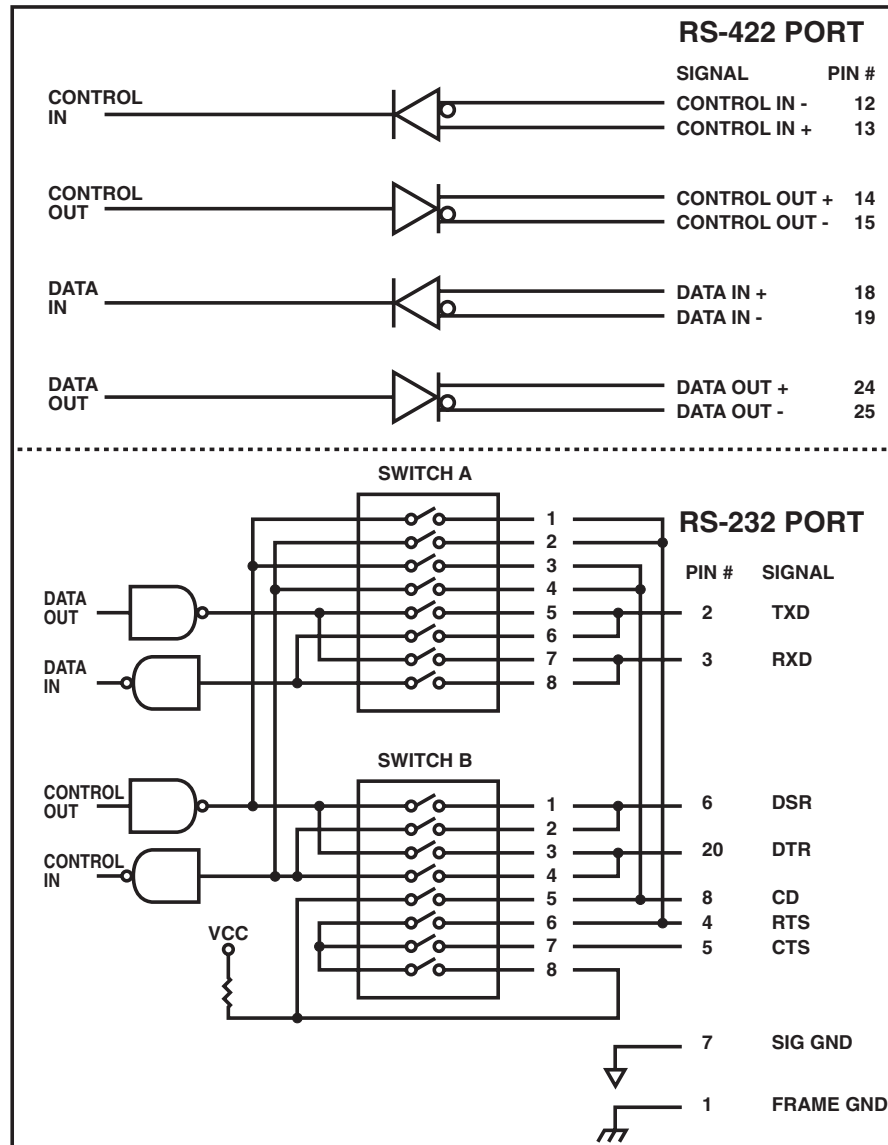 RS-422 PORT
SIGNAL PIN #
CONTROL IN
CONTROL IN - 12
CONTROL IN + 13
CONTROL OUT
CONTROL OUT + 14
CONTROL OUT - 15
DATA IN
DATA IN + 18
DATA IN - 19
DATA OUT
DATA OUT + 24
DATA OUT - 25
SWITCH A
RS-232 PORT
PIN # SIGNAL
1
2
3
4
DATA OUT
5
2 TXD
6
DATA IN
7
3 RXD
8
SWITCH B
CONTROL OUT
1
6 DSR
2
3
20 DTR
CONTROL IN
4
5
8 CD
6
4 RTS
VCC
7
5 CTS
8
7 SIG GND
1 FRAME GND